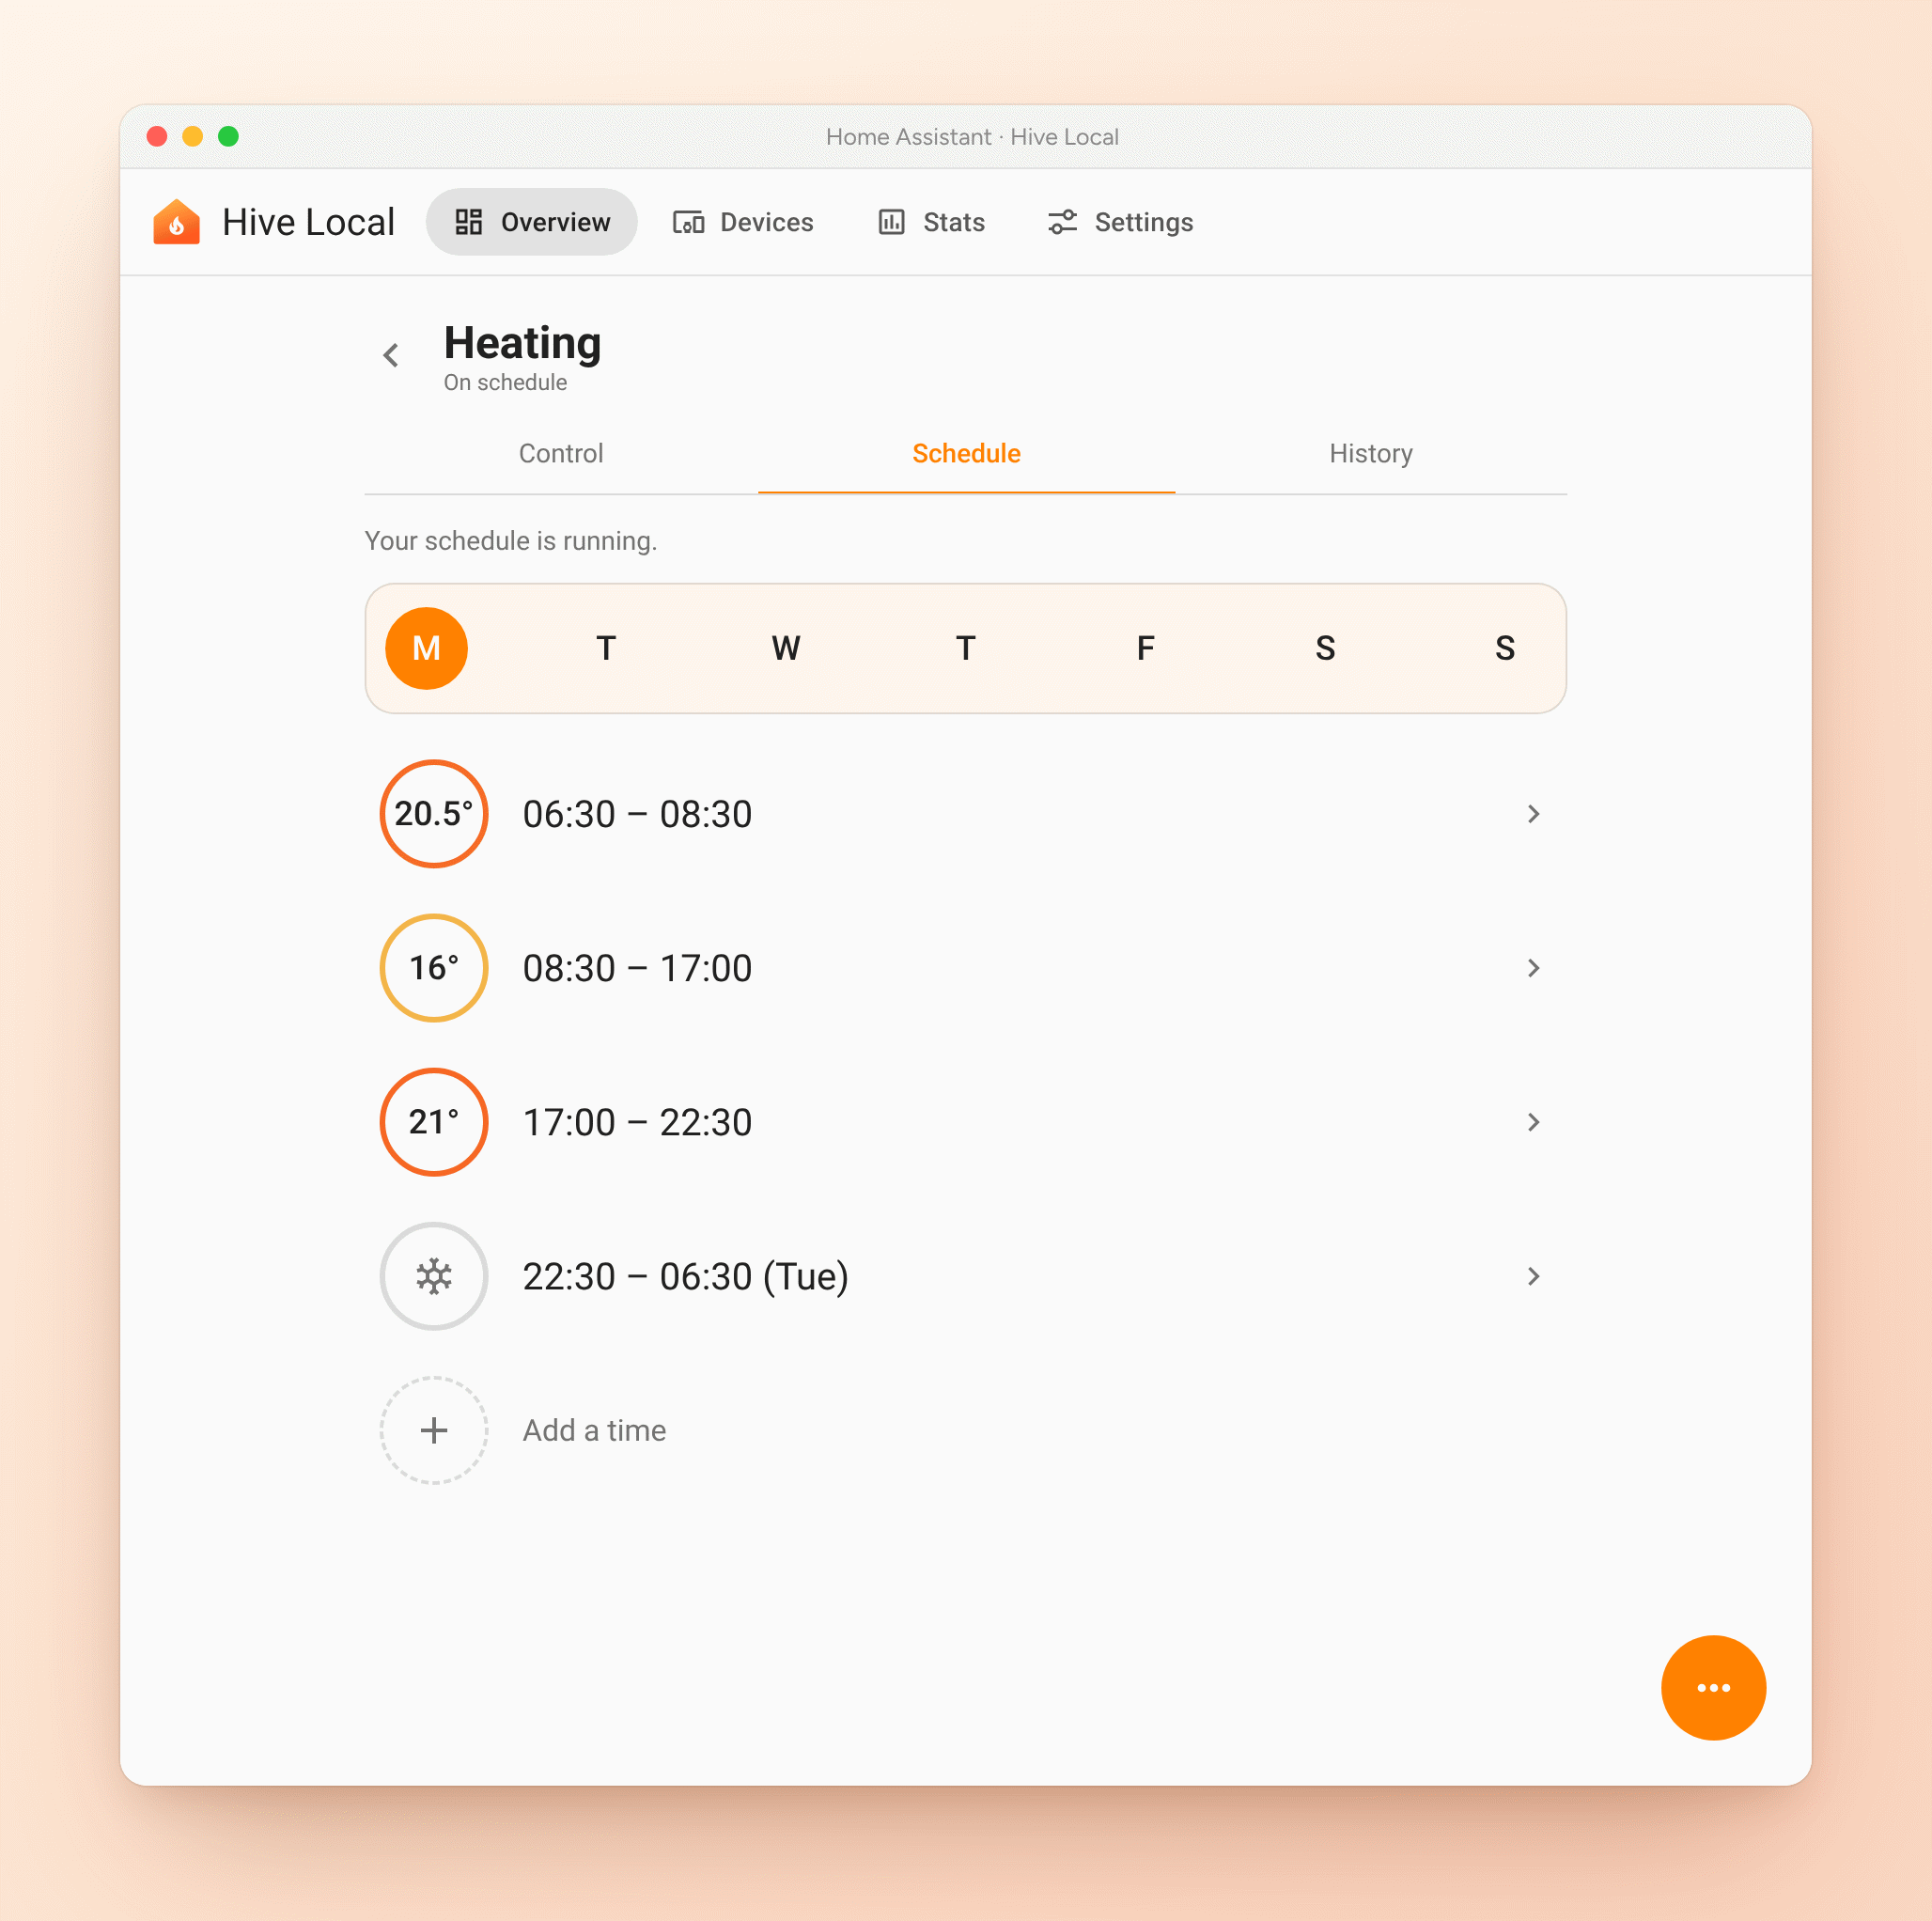 Home Assistant · Hive Local
Hive Local
Overview
Devices
Stats
Settings
Heating
On schedule
Control
Schedule
History
Your schedule is running.
M T W T F S S
20.5° 06:30 – 08:30
16° 08:30 – 17:00
21° 17:00 – 22:30
22:30 – 06:30 (Tue)
Add a time